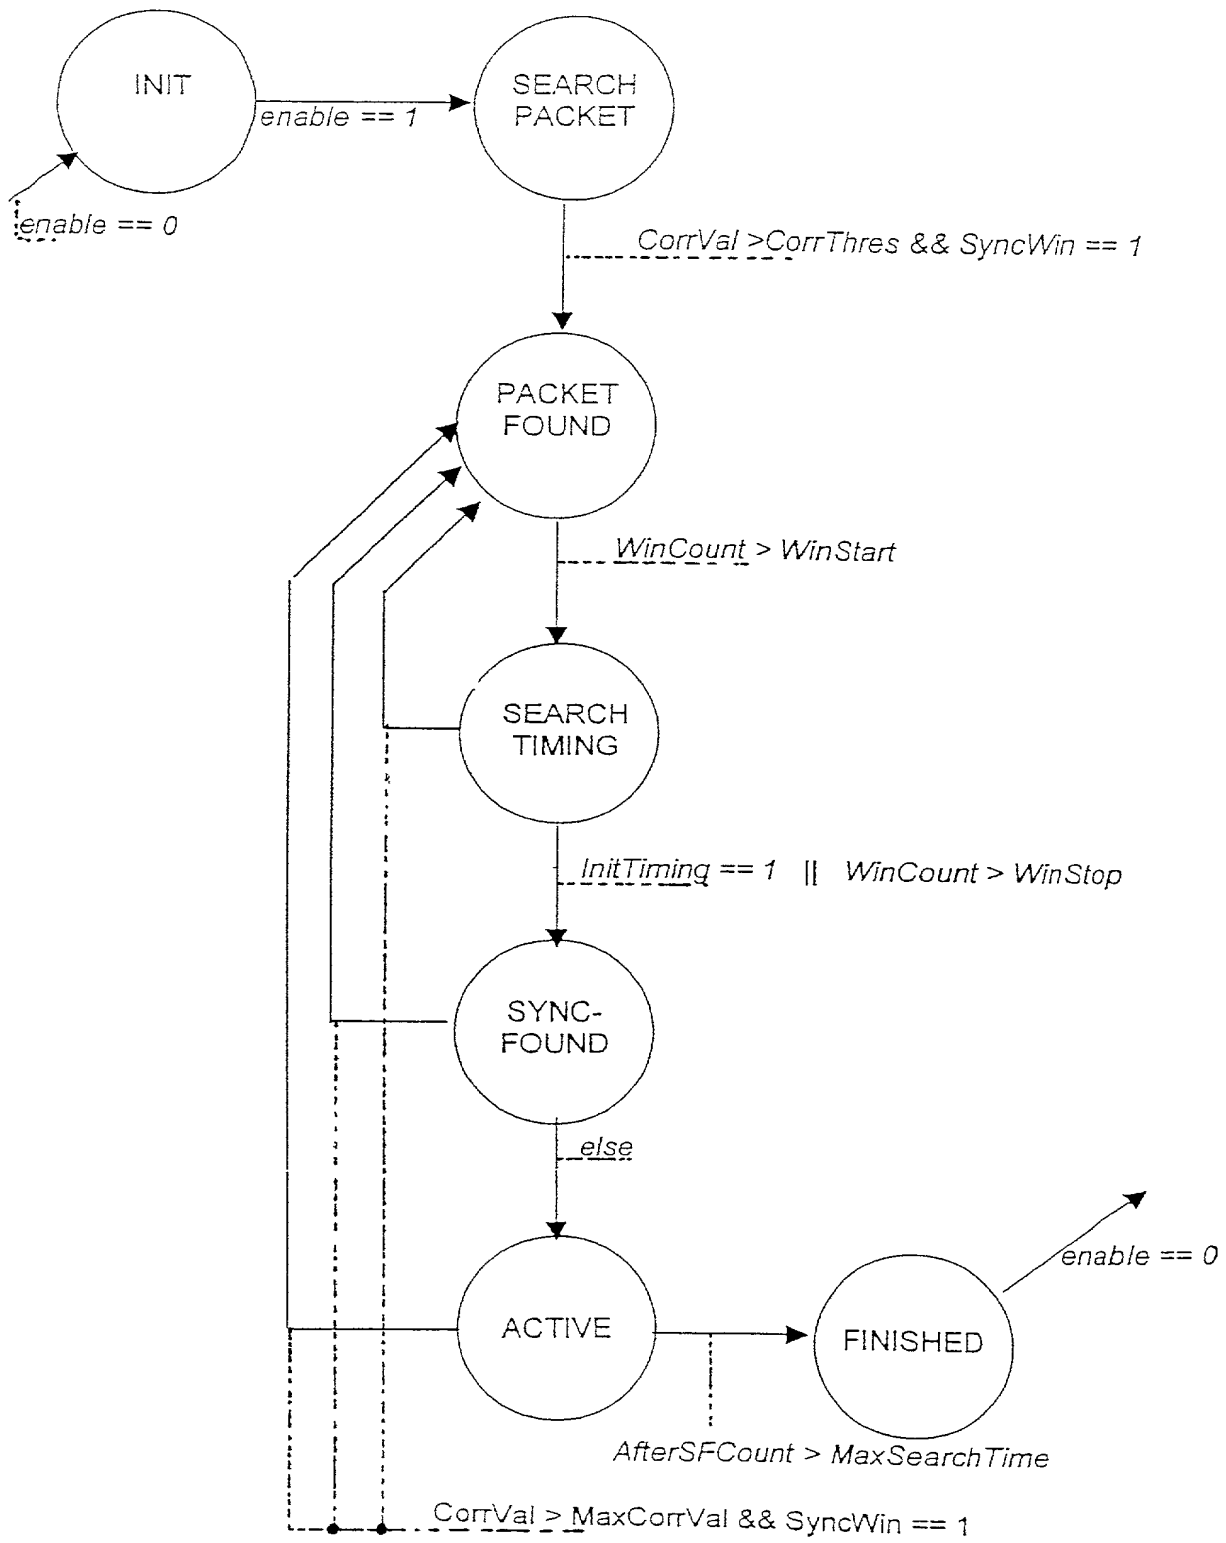 INIT
SEARCH
PACKET
enable == 1
enable == 0
CorrVal >CorrThres && SyncWin == 1
PACKET
FOUND
WinCount > WinStart
SEARCH
TIMING
InitTiming == 1 || WinCount > WinStop
SYNC-
FOUND
else
enable == 0
ACTIVE
FINISHED
AfterSFCount > MaxSearchTime
CorrVal > MaxCorrVal && SyncWin == 1